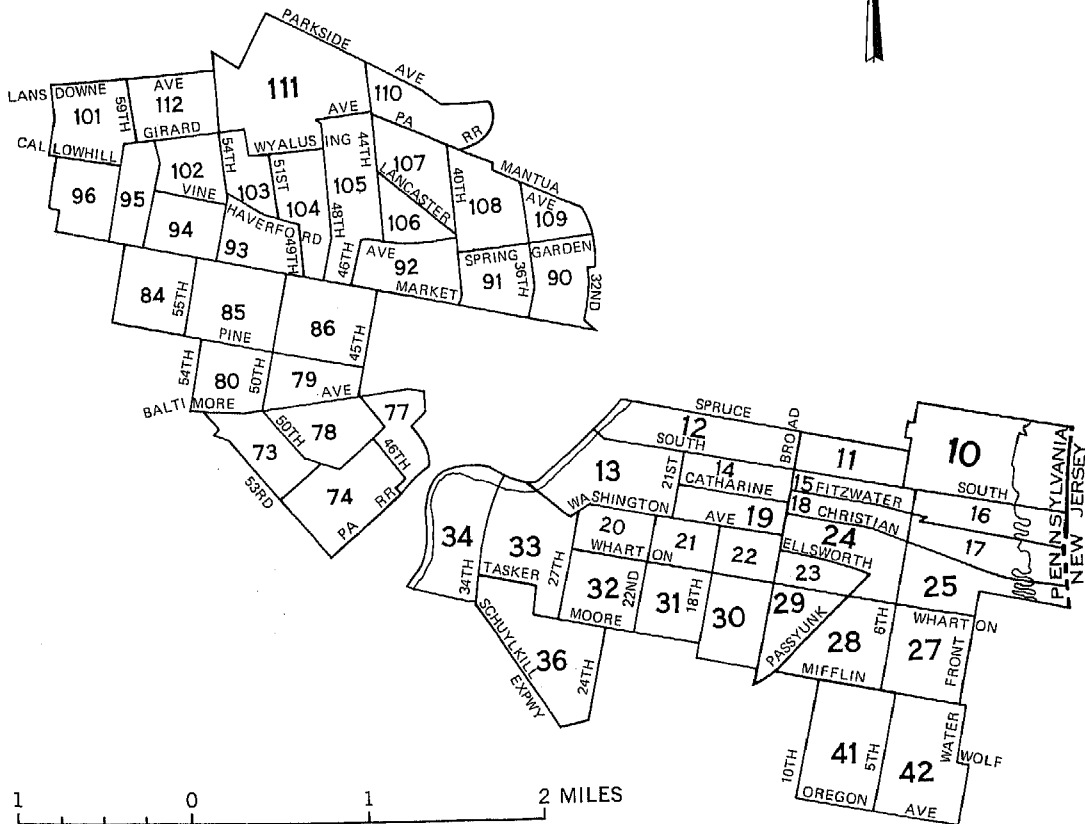 PARKSIDE
AVE
LANSDOWNE
AVE
111
110
101
59TH
112
GIRARD
AVE
PA
RR
CALLOWHILL
54TH
WYALUSING
44TH
107
MANTUA
AVE
102
51ST
105
LANCASTER
40TH
96
95
VINE
103
104
48TH
106
108
109
94
HAVERFORD
93
49TH
46TH
AVE
92
MARKET
SPRING
GARDEN
91
36TH
90
32ND
84
55TH
85
86
PINE
45TH
54TH
80
50TH
79
AVE
BALTIMORE
77
50TH
78
73
46TH
53RD
74
PA
RR
SPRUCE
12
BROAD
SOUTH
11
10
PENNSYLVANIA
NEW JERSEY
13
21ST
14
CATHARINE
15
FITZWATER
SOUTH
16
WASHINGTON
AVE
19
18
CHRISTIAN
17
34
33
20
21
22
24
ELLSWORTH
WHARTON
23
25
TASKER
27TH
34TH
32
22ND
31
18TH
30
29
MOORE
PASSYUNK
28
6TH
WHARTON
27
FRONT
SCHUYLKILL
EXPWY
36
24TH
MIFFLIN
10TH
41
5TH
42
WATER
WOLF
OREGON
AVE
1 0 1 2 MILES